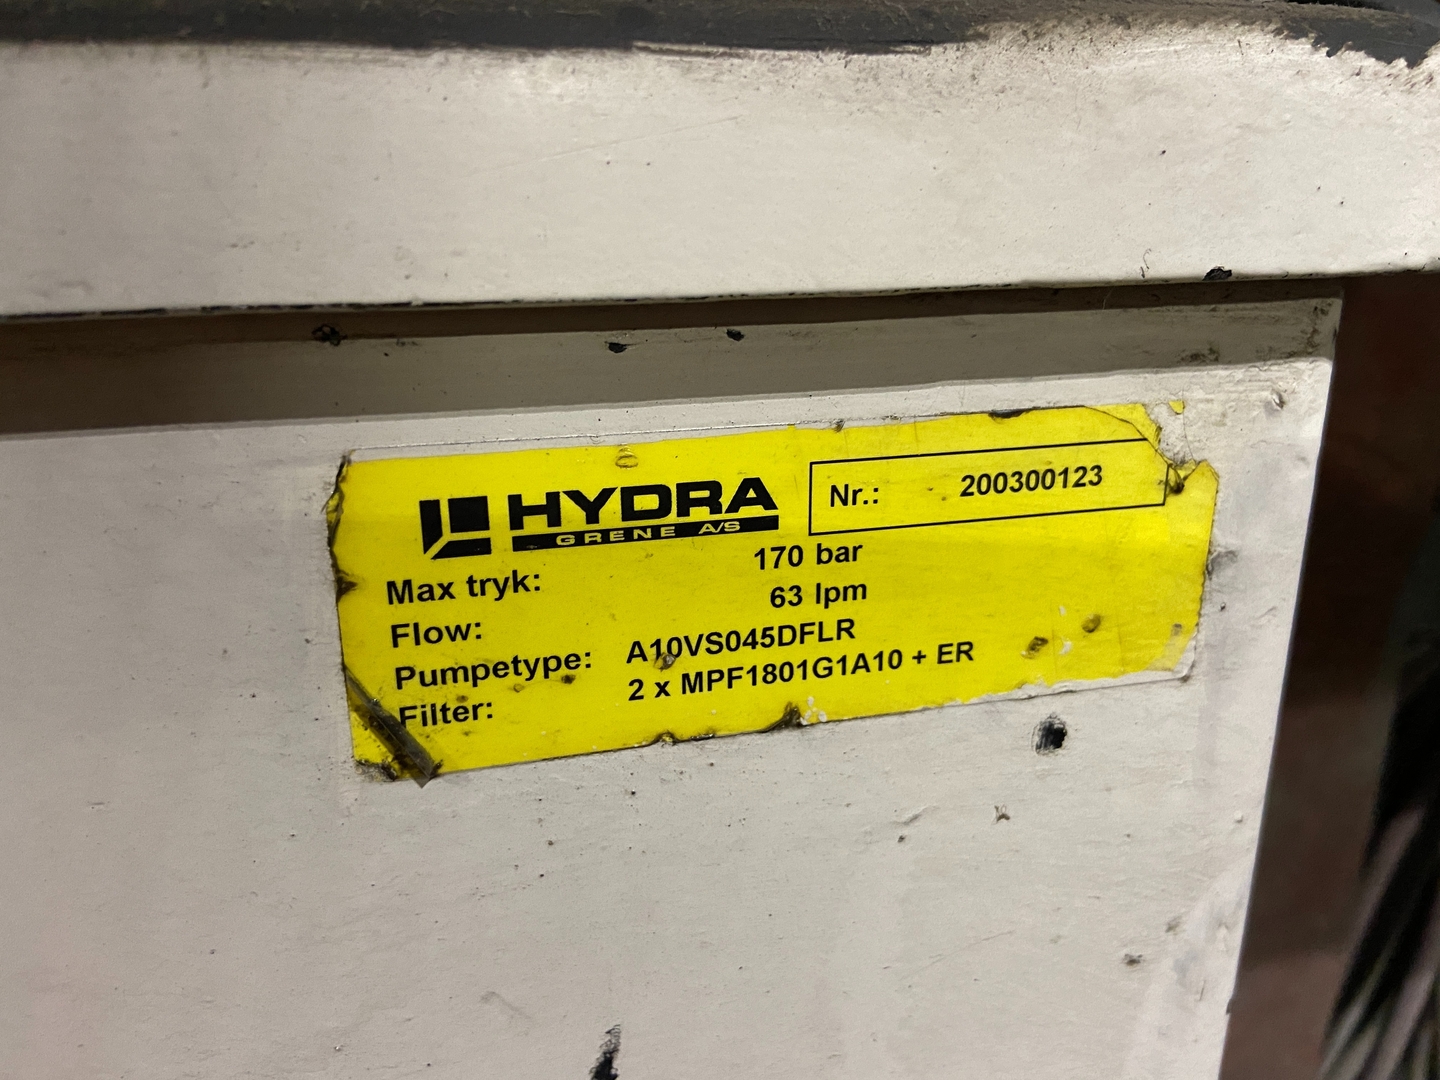 HYDRA
GRENE A/S
Nr.: 200300123
Max tryk: 170 bar
Flow: 63 lpm
Pumpetype: A10VS045DFLR
Filter: 2 x MPF1801G1A10 + ER